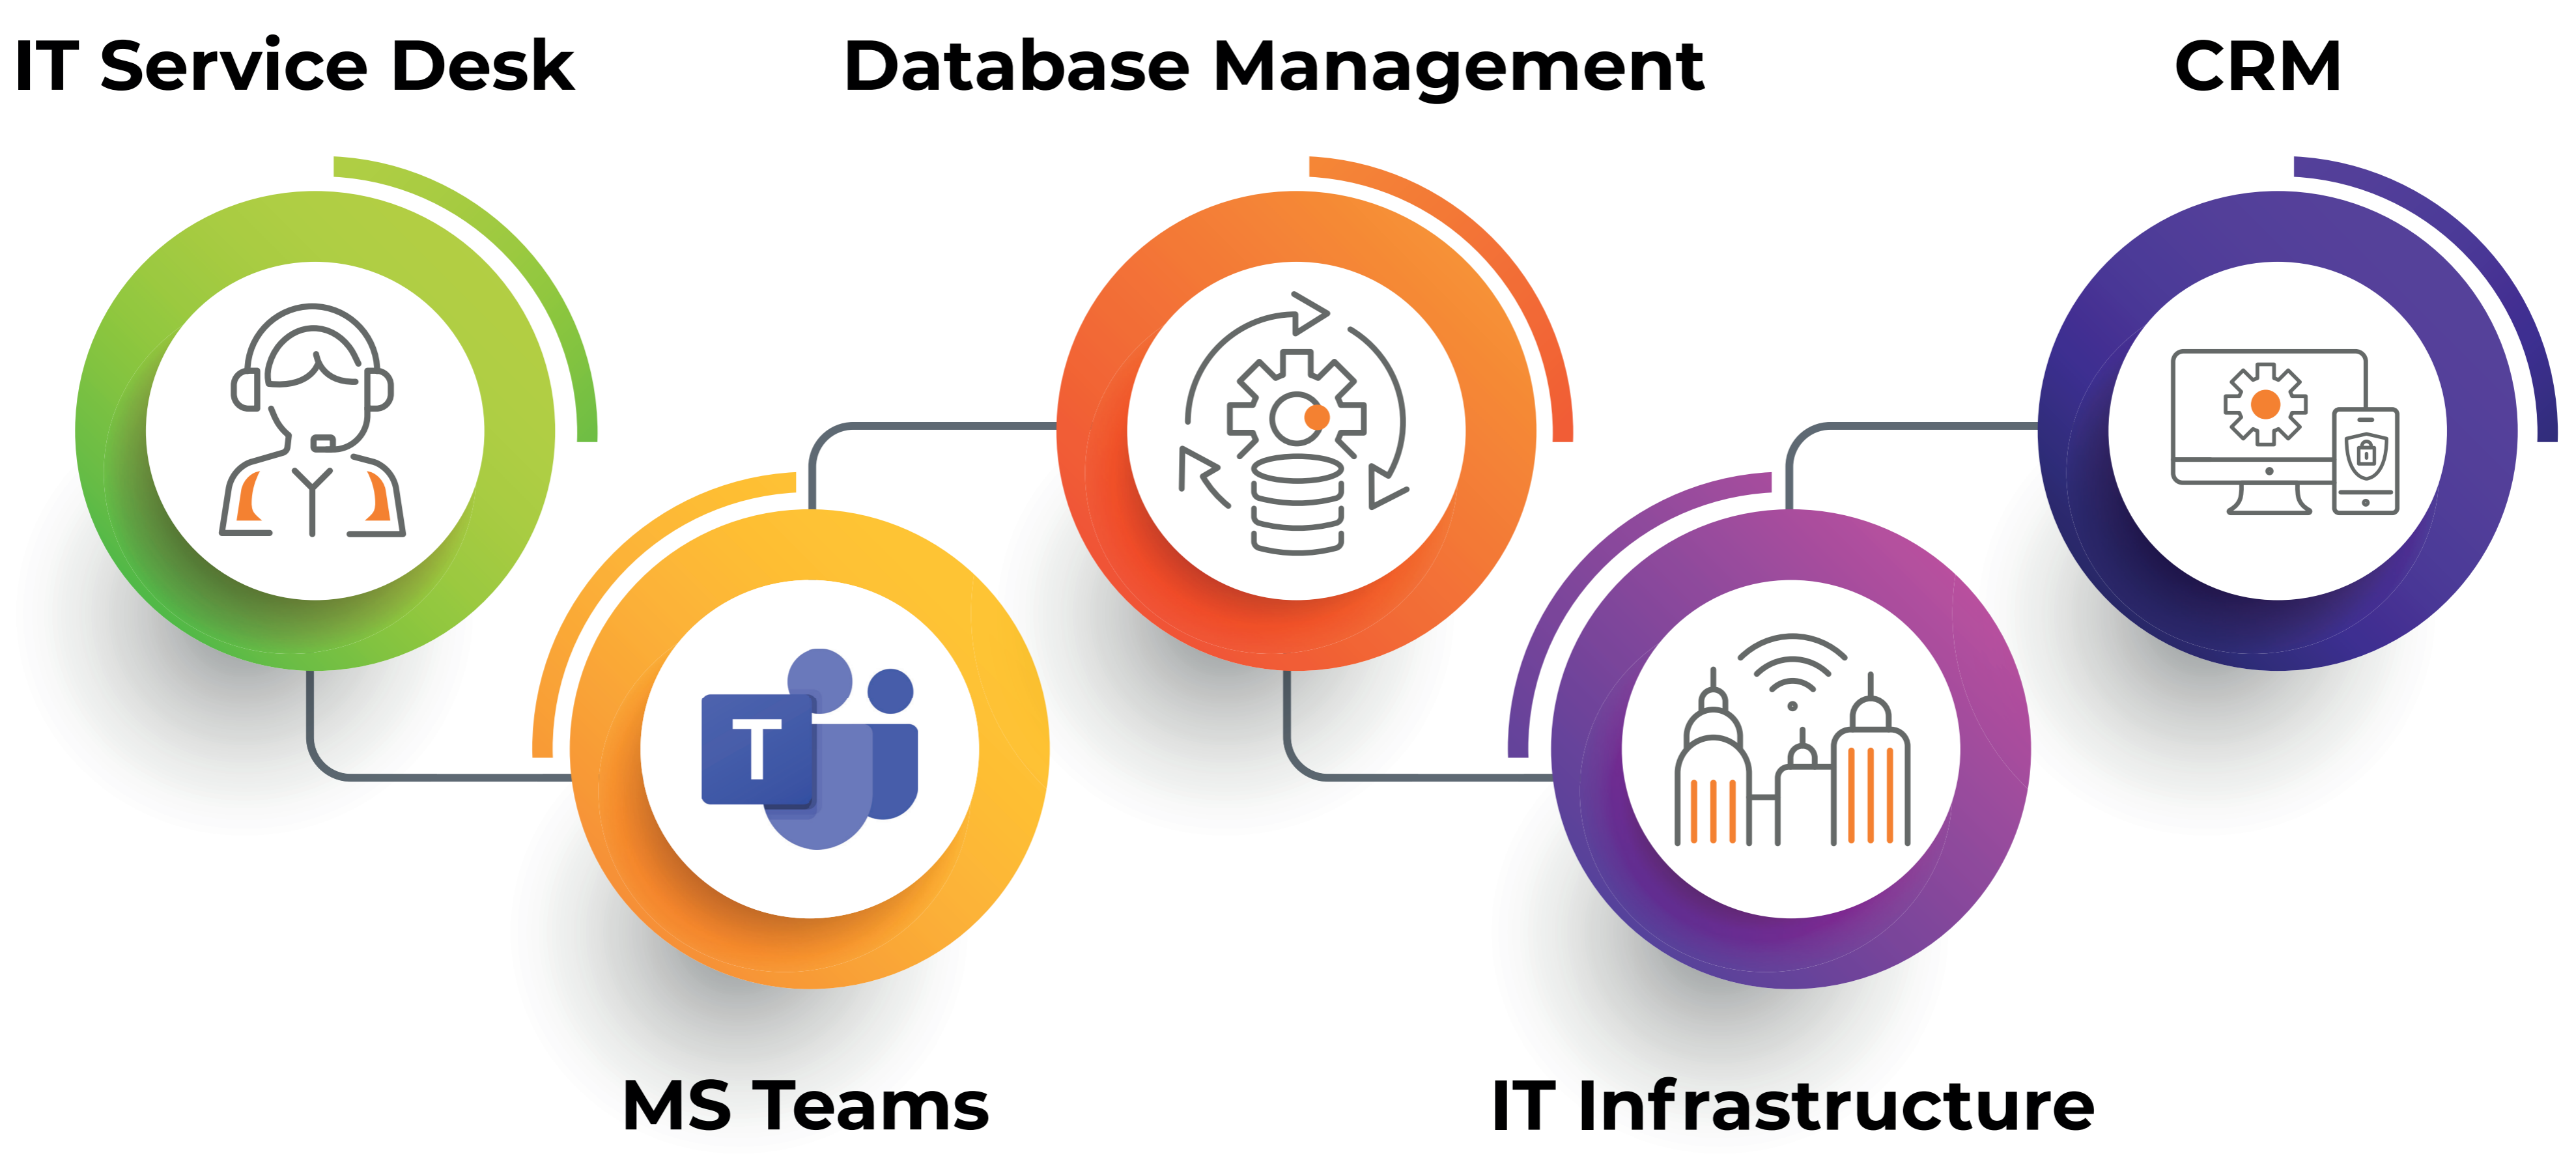 IT Service Desk
Database Management
CRM
T
MS Teams
IT Infrastructure